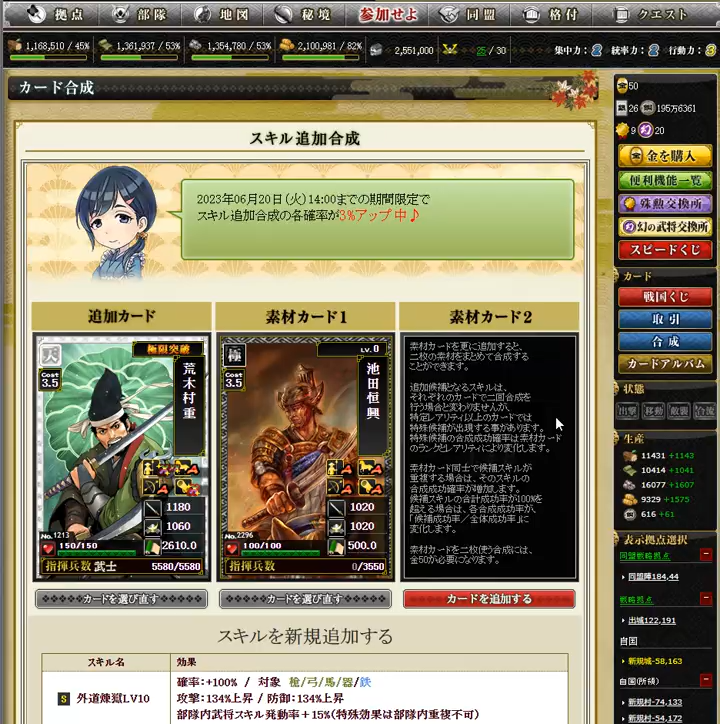 拠点 部隊 地図 秘境 参加せよ 同盟 格付 クエスト
1,168,510 / 45% 1,361,937 / 53% 1,354,780 / 53% 2,100,981 / 82% 2,551,000 25 / 30 集中力: 2 統率力: 2 行動力: 3
カード合成
スキル追加合成
2023年06月20日(火)14:00までの期間限定で
スキル追加合成の各確率が3%アップ中♪
追加カード
天
極限突破
Cost
3.5
荒木村重
1180
1060
2610.0
No.1213
150/150
指揮兵数 武士 5580/5580
カードを選び直す
素材カード1
極
LV.0
Cost
3.5
池田恒興
1020
1020
500.0
No.2296
100/100
指揮兵数 0/3550
カードを選び直す
素材カード2
素材カードを更に追加すると、
二枚の素材をまとめて合成する
ことができます。
追加候補となるスキルは、
それぞれのカードで二回合成を
行う場合と変わりませんが、
特定レアリティ以上のカードでは
特殊候補が出現する事があります。
特殊候補の合成成功確率は素材カード
のランクとレアリティにより変化します。
素材カード同士で候補スキルが
重複する場合は、そのスキルの
合成成功確率が増加します。
候補スキルの合計成功確率が100%を
超える場合は、各合成成功確率が
「候補成功率／全体成功率」に
変化します。
素材カードを二枚使う合成には、
金50が必要になります。
カードを追加する
スキルを新規追加する
スキル名 効果
S 外道煉獄LV10
確率:+100% / 対象 槍/弓/馬/器/鉄
攻撃:134%上昇 / 防御:134%上昇
部隊内武将スキル発動率＋15%(特殊効果は部隊内重複不可)
金 50
26 195万6361
9 幻 20
金を購入
便利機能一覧
殊勲交換所
幻の武将交換所
スピードくじ
カード
戦国くじ
取引
合成
カードアルバム
状態
出撃 移動 敵襲 合流
生産
11431 +1143
10414 +1041
16077 +1607
9329 +1575
616 +61
表示拠点選択
同盟戦略拠点
同盟陣184,44
戦略拠点
出城122,191
自国
新規城-58,163
自国(所領)
新規村-74,133
新規村-54,172